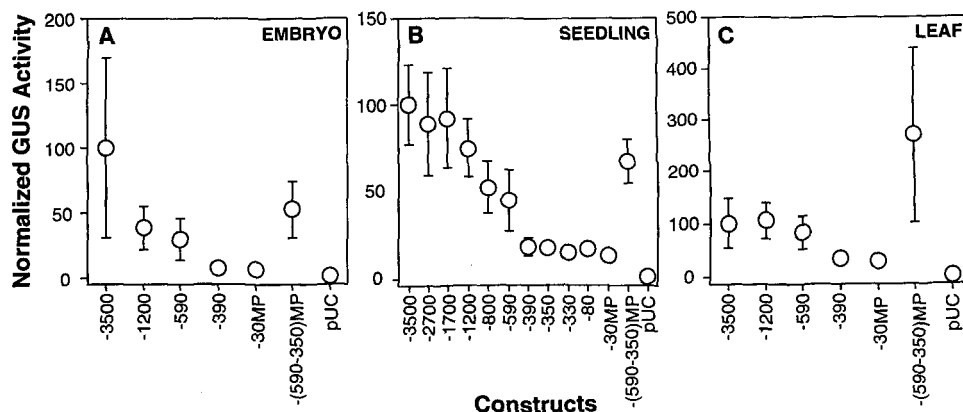 Normalized GUS Activity
A
EMBRYO
200
150
100
50
0
-3500
-1200
-590
-390
-30MP
-(590-350)MP
pUC
B
SEEDLING
150
100
50
0
-3500
-2700
-1700
-1200
-800
-590
-390
-350
-330
-80
-30MP
-(590-350)MP
pUC
C
LEAF
500
400
300
200
100
0
-3500
-1200
-590
-390
-30MP
-(590-350)MP
pUC
Constructs